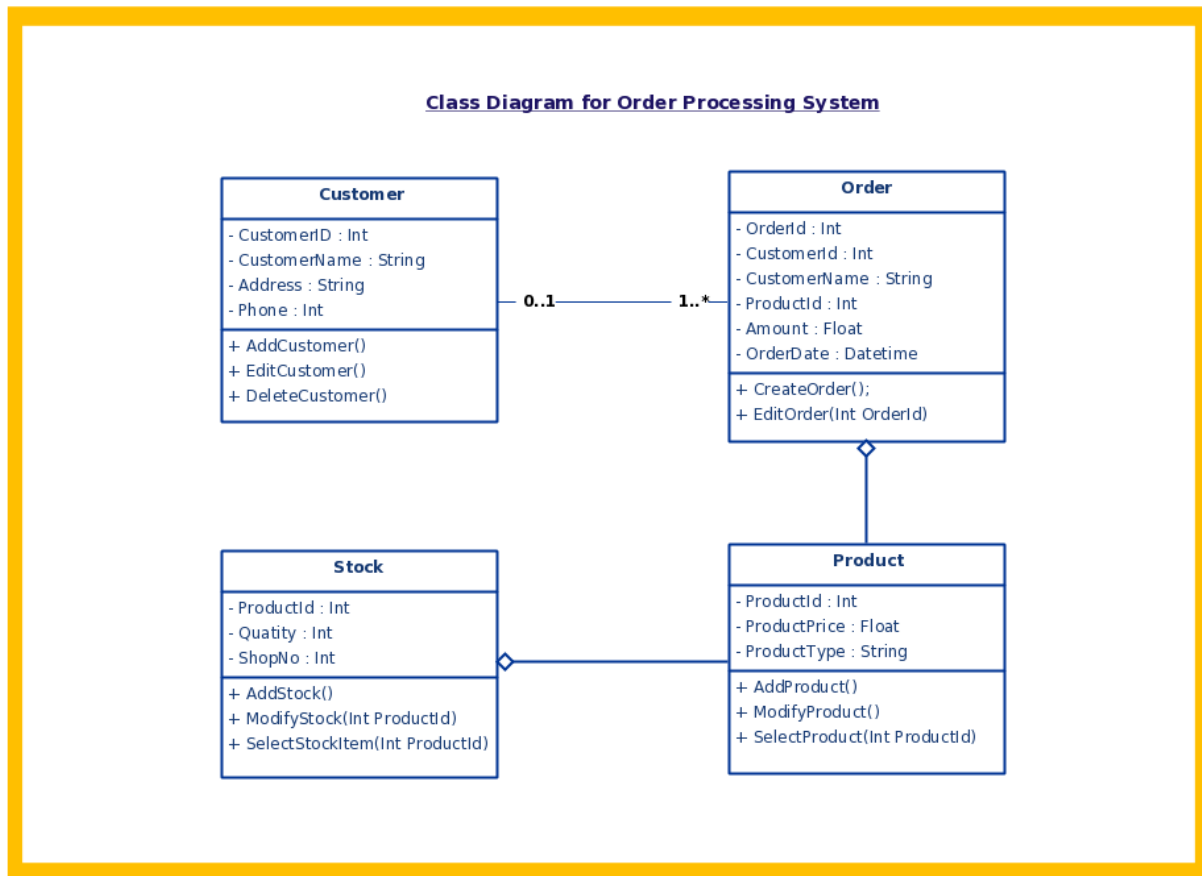 Class Diagram for Order Processing System
Customer
- CustomerID : Int
- CustomerName : String
- Address : String
- Phone : Int
+ AddCustomer()
+ EditCustomer()
+ DeleteCustomer()
0..1
1..*
Order
- OrderId : Int
- CustomerId : Int
- CustomerName : String
- ProductId : Int
- Amount : Float
- OrderDate : Datetime
+ CreateOrder();
+ EditOrder(Int OrderId)
Stock
- ProductId : Int
- Quatity : Int
- ShopNo : Int
+ AddStock()
+ ModifyStock(Int ProductId)
+ SelectStockItem(Int ProductId)
Product
- ProductId : Int
- ProductPrice : Float
- ProductType : String
+ AddProduct()
+ ModifyProduct()
+ SelectProduct(Int ProductId)